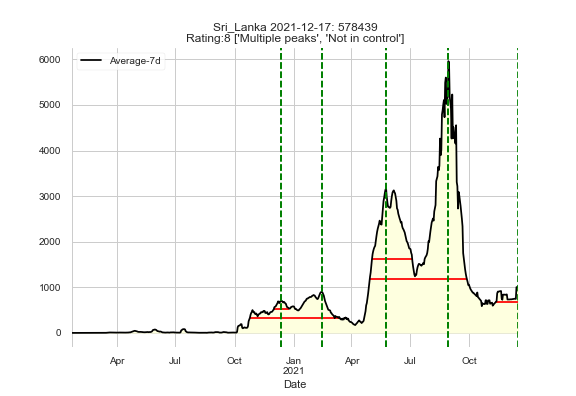 Sri_Lanka 2021-12-17: 578439
Rating:8 ['Multiple peaks', 'Not in control']
Average-7d
6000
5000
4000
3000
2000
1000
0
Apr Jul Oct Jan Apr Jul Oct
2021
Date